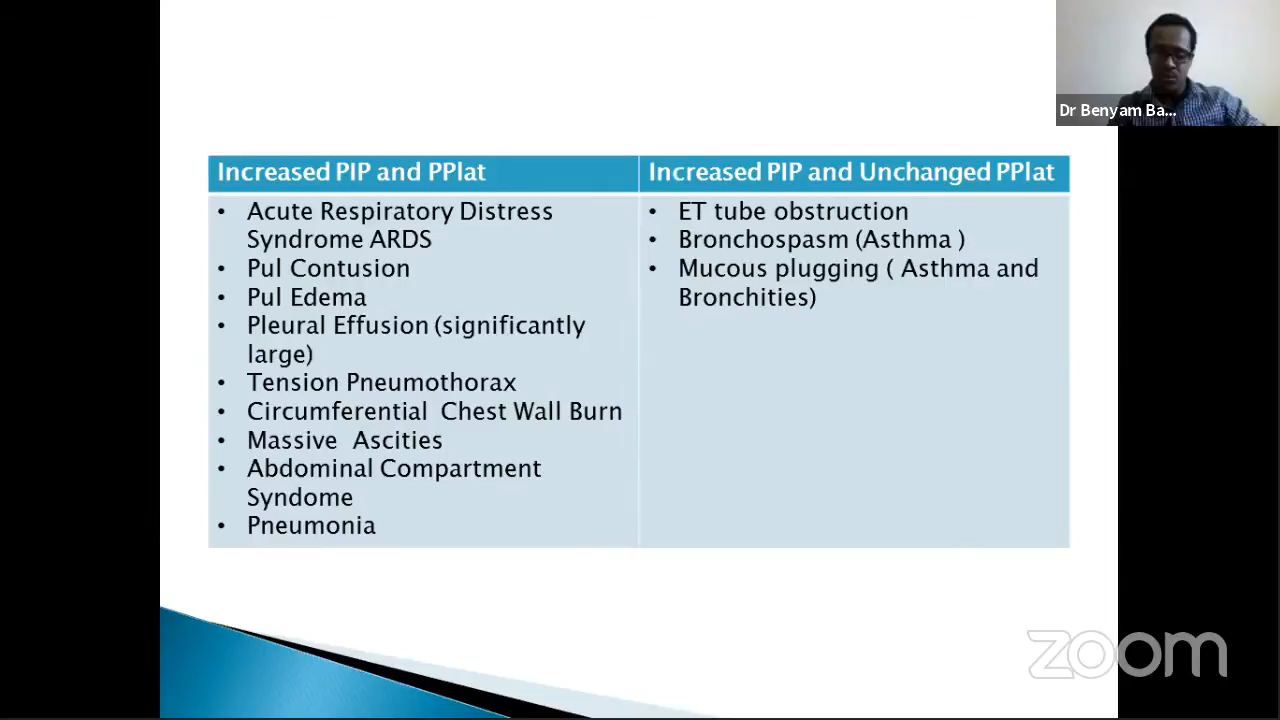 Dr Benyam Ba...
Increased PIP and PPlat
Increased PIP and Unchanged PPlat
• Acute Respiratory Distress
Syndrome ARDS
• Pul Contusion
• Pul Edema
• Pleural Effusion (significantly
large)
• Tension Pneumothorax
• Circumferential Chest Wall Burn
• Massive Ascities
• Abdominal Compartment
Syndome
• Pneumonia
• ET tube obstruction
• Bronchospasm (Asthma )
• Mucous plugging ( Asthma and
Bronchities)
zoom